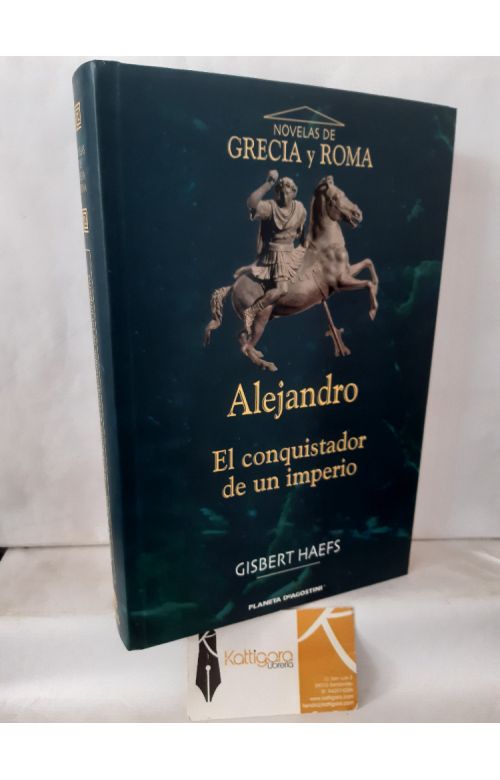 NOVELAS DE
GRECIA y ROMA
Alejandro
El conquistador
de un imperio
GISBERT HAEFS
PLANETA DeAGOSTINI
Kattigara
Librería